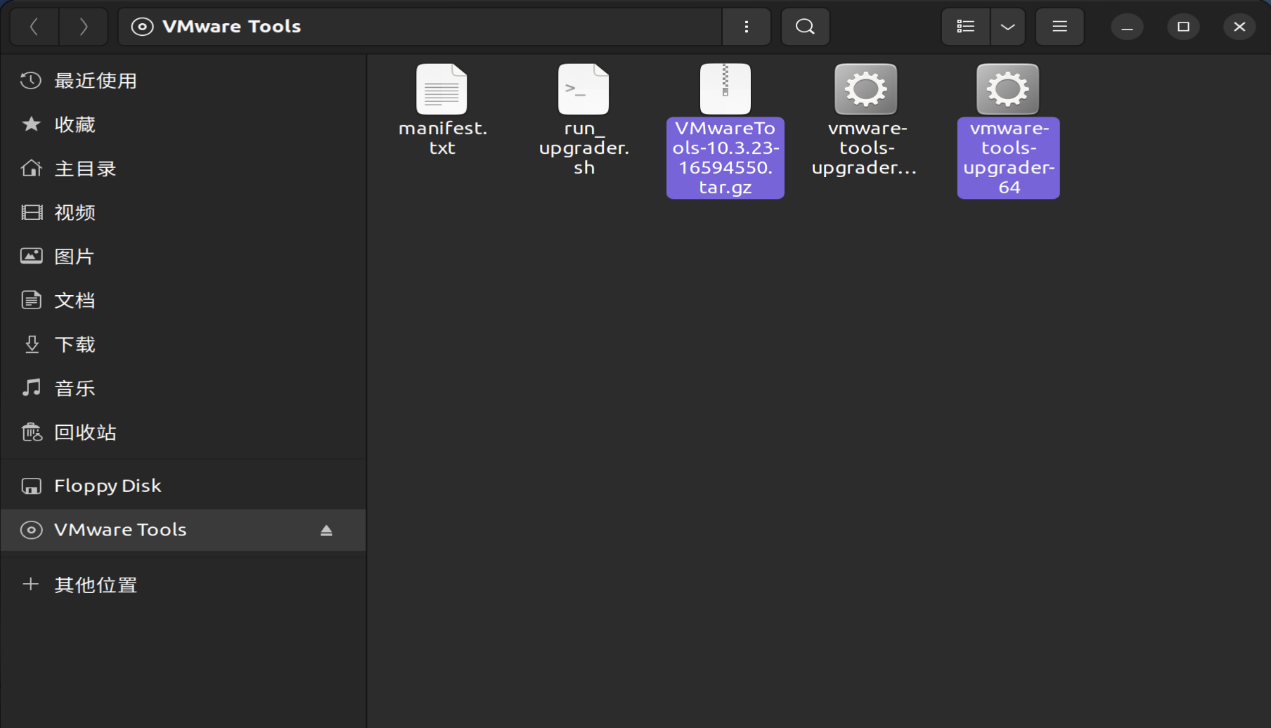 VMware Tools
最近使用
收藏
主目录
视频
图片
文档
下载
音乐
回收站
Floppy Disk
VMware Tools
其他位置
manifest.
txt
run_
upgrader.
sh
VMwareTo
ols-10.3.23-
16594550.
tar.gz
vmware-
tools-
upgrader...
vmware-
tools-
upgrader-
64